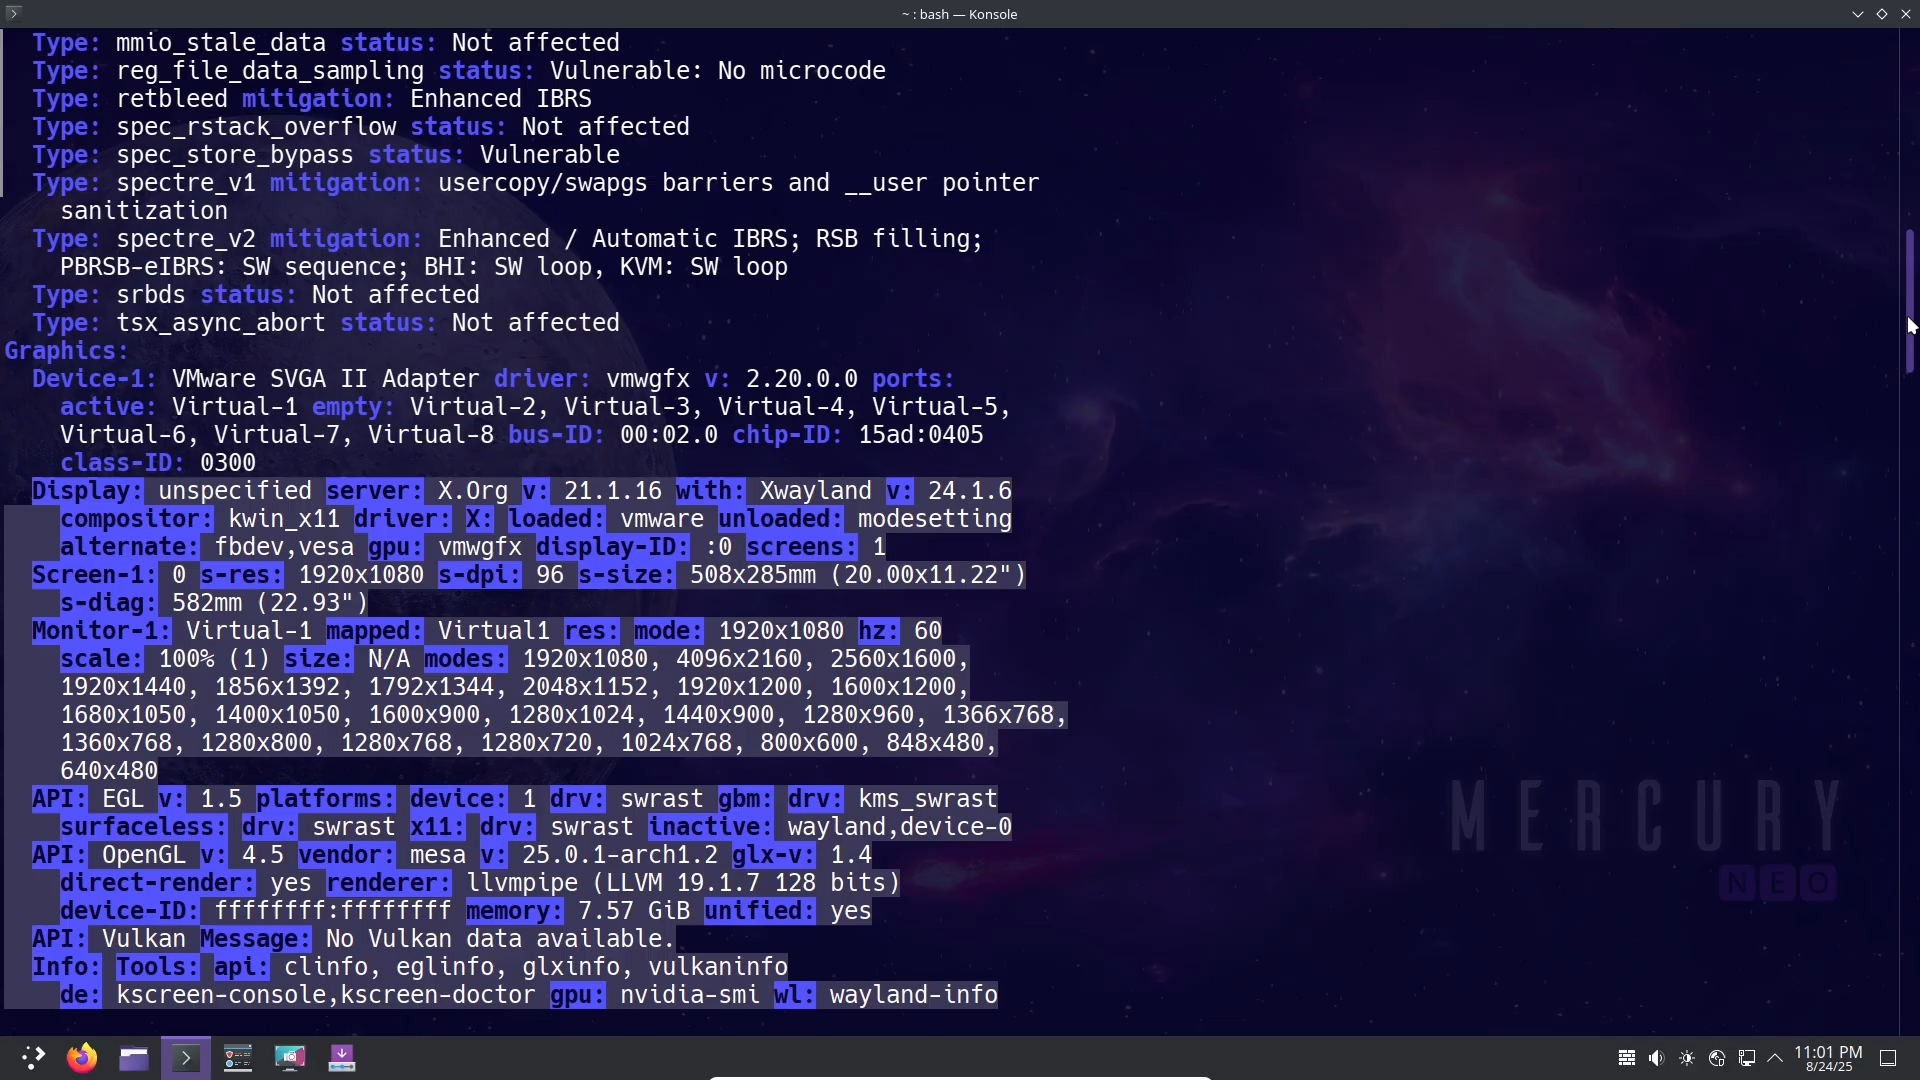 ~ : bash — Konsole
Type: mmio_stale_data status: Not affected
Type: reg_file_data_sampling status: Vulnerable: No microcode
Type: retbleed mitigation: Enhanced IBRS
Type: spec_rstack_overflow status: Not affected
Type: spec_store_bypass status: Vulnerable
Type: spectre_v1 mitigation: usercopy/swapgs barriers and __user pointer
sanitization
Type: spectre_v2 mitigation: Enhanced / Automatic IBRS; RSB filling;
PBRSB-eIBRS: SW sequence; BHI: SW loop, KVM: SW loop
Type: srbds status: Not affected
Type: tsx_async_abort status: Not affected
Graphics:
Device-1: VMware SVGA II Adapter driver: vmwgfx v: 2.20.0.0 ports:
active: Virtual-1 empty: Virtual-2, Virtual-3, Virtual-4, Virtual-5,
Virtual-6, Virtual-7, Virtual-8 bus-ID: 00:02.0 chip-ID: 15ad:0405
class-ID: 0300
Display: unspecified server: X.Org v: 21.1.16 with: Xwayland v: 24.1.6
compositor: kwin_x11 driver: X: loaded: vmware unloaded: modesetting
alternate: fbdev,vesa gpu: vmwgfx display-ID: :0 screens: 1
Screen-1: 0 s-res: 1920x1080 s-dpi: 96 s-size: 508x285mm (20.00x11.22")
s-diag: 582mm (22.93")
Monitor-1: Virtual-1 mapped: Virtual1 res: mode: 1920x1080 hz: 60
scale: 100% (1) size: N/A modes: 1920x1080, 4096x2160, 2560x1600,
1920x1440, 1856x1392, 1792x1344, 2048x1152, 1920x1200, 1600x1200,
1680x1050, 1400x1050, 1600x900, 1280x1024, 1440x900, 1280x960, 1366x768,
1360x768, 1280x800, 1280x768, 1280x720, 1024x768, 800x600, 848x480,
640x480
API: EGL v: 1.5 platforms: device: 1 drv: swrast gbm: drv: kms_swrast
surfaceless: drv: swrast x11: drv: swrast inactive: wayland,device-0
API: OpenGL v: 4.5 vendor: mesa v: 25.0.1-arch1.2 glx-v: 1.4
direct-render: yes renderer: llvmpipe (LLVM 19.1.7 128 bits)
device-ID: ffffffff:ffffffff memory: 7.57 GiB unified: yes
API: Vulkan Message: No Vulkan data available.
Info: Tools: api: clinfo, eglinfo, glxinfo, vulkaninfo
de: kscreen-console,kscreen-doctor gpu: nvidia-smi wl: wayland-info
MERCURY
NEO
11:01 PM
8/24/25